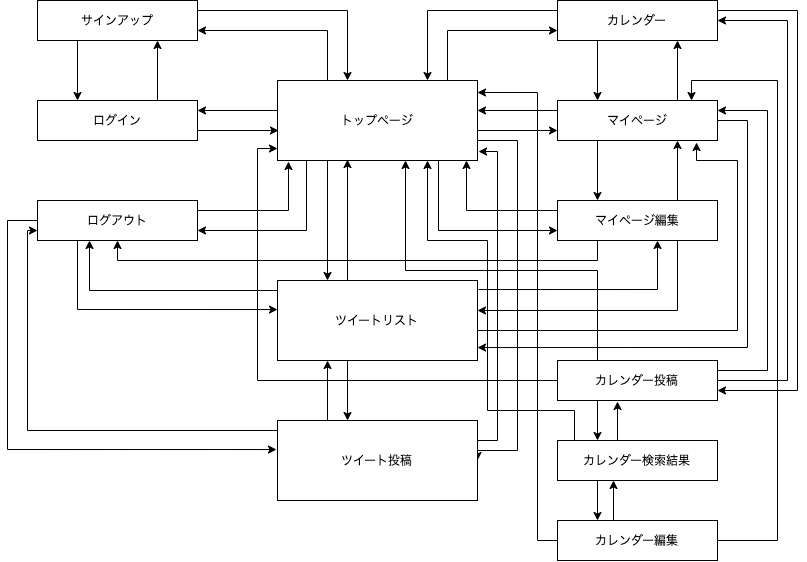 サインアップ
カレンダー
ログイン
トップページ
マイページ
ログアウト
マイページ編集
ツイートリスト
カレンダー投稿
ツイート投稿
カレンダー検索結果
カレンダー編集